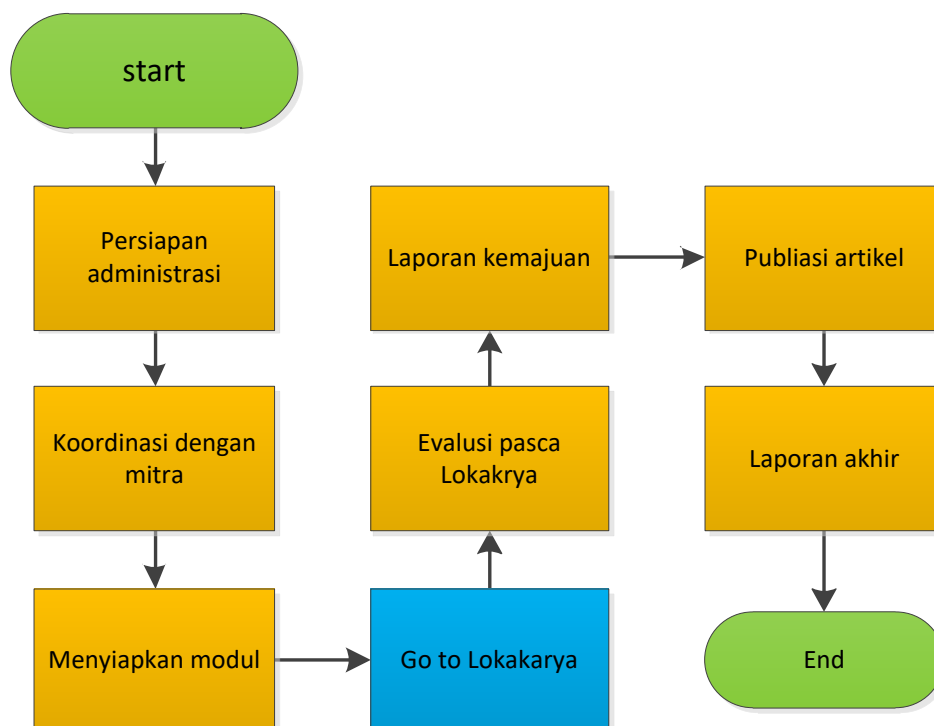 start
Persiapan
administrasi
Koordinasi dengan
mitra
Menyiapkan modul
Go to Lokakarya
Evalusi pasca
Lokakrya
Laporan kemajuan
Publiasi artikel
Laporan akhir
End